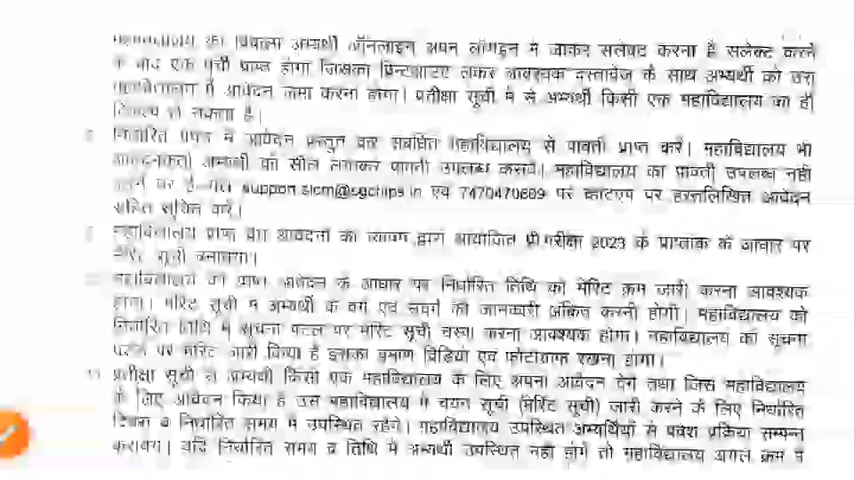 महाविद्यालय का विकल्प अभ्यर्थी ऑनलाइन अपने लॉगइन में जाकर सलेक्ट करना है सलेक्ट करने
के बाद एक पर्ची प्राप्त होगा जिसका प्रिन्टआउट लेकर आवश्यक दस्तावेज के साथ अभ्यर्थी को उस
महाविद्यालय में आवेदन जमा करना होगा। प्रतीक्षा सूची में से अभ्यर्थी किसी एक महाविद्यालय का ही
हो सकता है।
निर्धारित प्रपत्र में आवेदन प्रस्तुत कर संबंधित महाविद्यालय से पावती प्राप्त करें। महाविद्यालय भी
आवेदनकर्ता अभ्यर्थी को सील लगाकर पावती उपलब्ध करावें। महाविद्यालय का पावती उपलब्ध नहीं
support.slcm@cgchips.in एवं 7470470609 पर व्हाटएप पर हस्तलिखित आवेदन
सहित सूचित करें।
महाविद्यालय प्राप्त आवेदनों को व्यापम द्वारा आयोजित प्री.परीक्षा 2023 के प्राप्तांक के आधार पर
मेरिट सूची बनायेगा।
महाविद्यालय को प्राप्त आवेदन के आधार पर निर्धारित तिथि को मेरिट क्रम जारी करना आवश्यक
होगा। मेरिट सूची में अभ्यर्थी के वर्ग एवं संवर्ग की जानकारी अंकित करनी होगी। महाविद्यालय को
निर्धारित तिथि में सूचना पटल पर मेरिट सूची चस्पा करना आवश्यक होगा। महाविद्यालय की सूचना
पटल पर मेरिट जारी किया है इसका प्रमाण विडियो एवं फोटोग्राफ रखना होगा।
प्रतीक्षा सूची से अभ्यर्थी किसी एक महाविद्यालय के लिए अपना आवेदन देंगे तथा जिस महाविद्यालय
के लिए आवेदन किया है उस महाविद्यालय में चयन सूची (मेरिट सूची) जारी करने के लिए निर्धारित
दिवस व निर्धारित समय में उपस्थित रहेंगे। महाविद्यालय उपस्थित अभ्यर्थियों से प्रवेश प्रक्रिया सम्पन्न
करायेंगे। यदि निर्धारित समय व तिथि में अभ्यर्थी उपस्थित नहीं होंगे तो महाविद्यालय अगले क्रम में